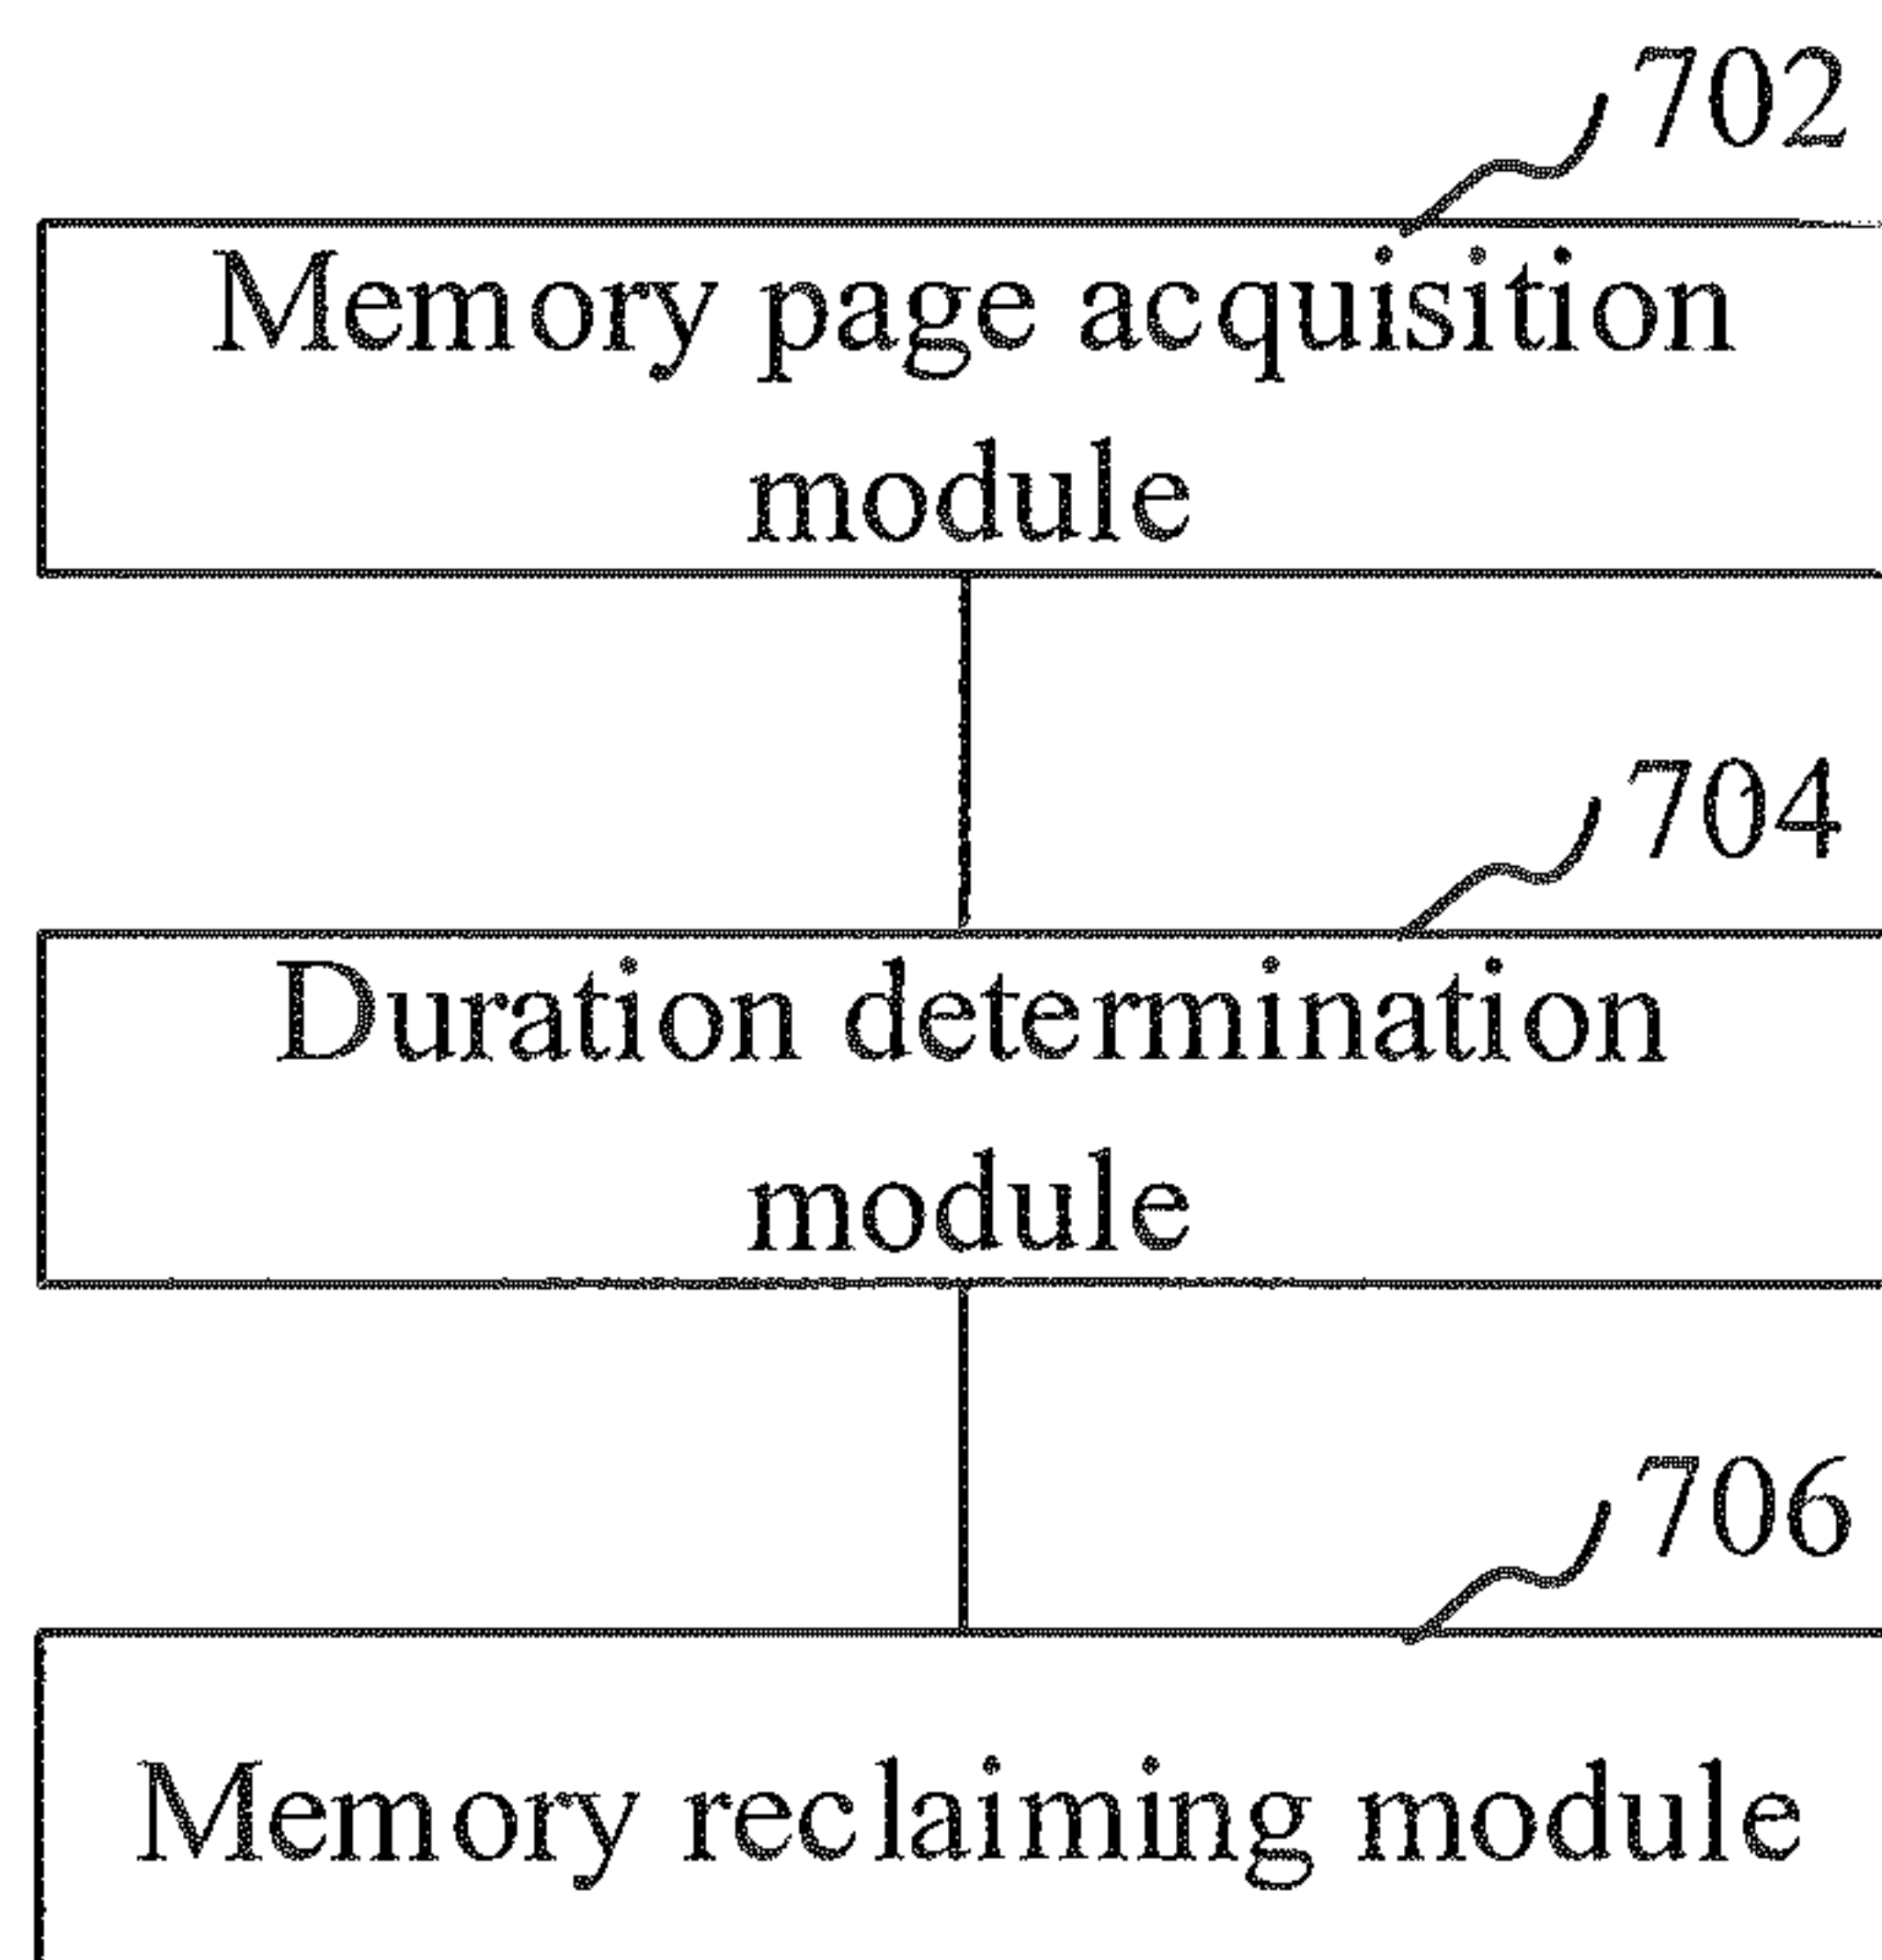 702
Memory page acquisition
module
704
Duration determination
module
706
Memory reclaiming module